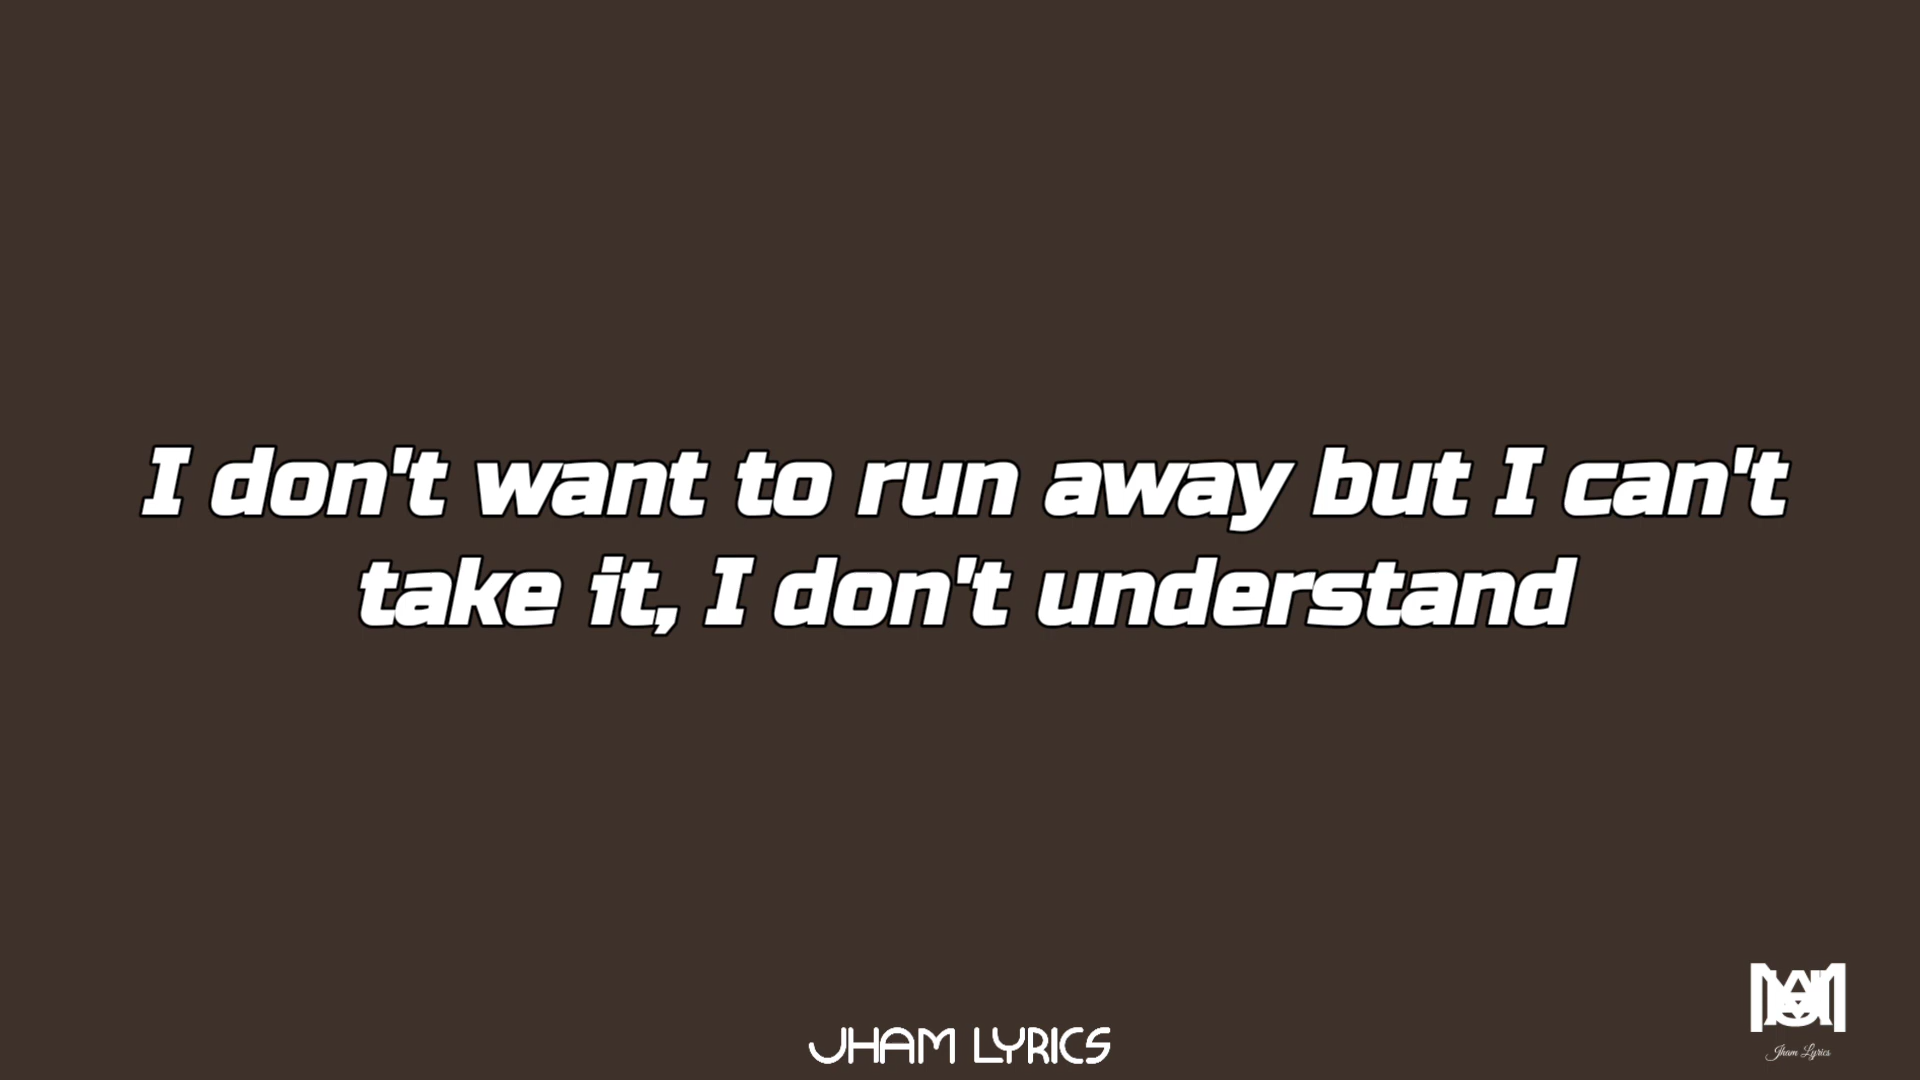 I don't want to run away but I can't
take it, I don't understand
JHAM LYRICS
Jham Lyrics